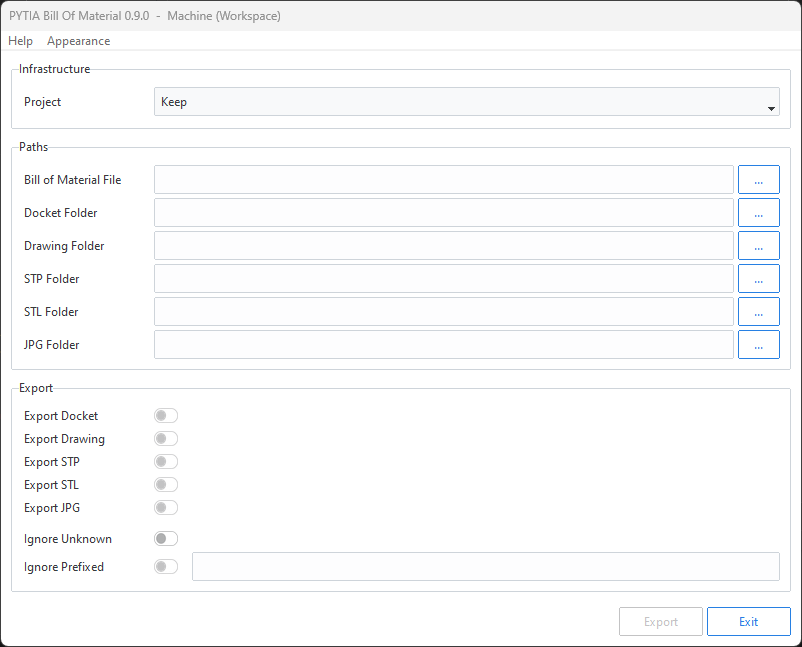 PYTIA Bill Of Material 0.9.0 - Machine (Workspace)
Help Appearance
Infrastructure
Project Keep
Paths
Bill of Material File ...
Docket Folder ...
Drawing Folder ...
STP Folder ...
STL Folder ...
JPG Folder ...
Export
Export Docket
Export Drawing
Export STP
Export STL
Export JPG
Ignore Unknown
Ignore Prefixed
Export Exit